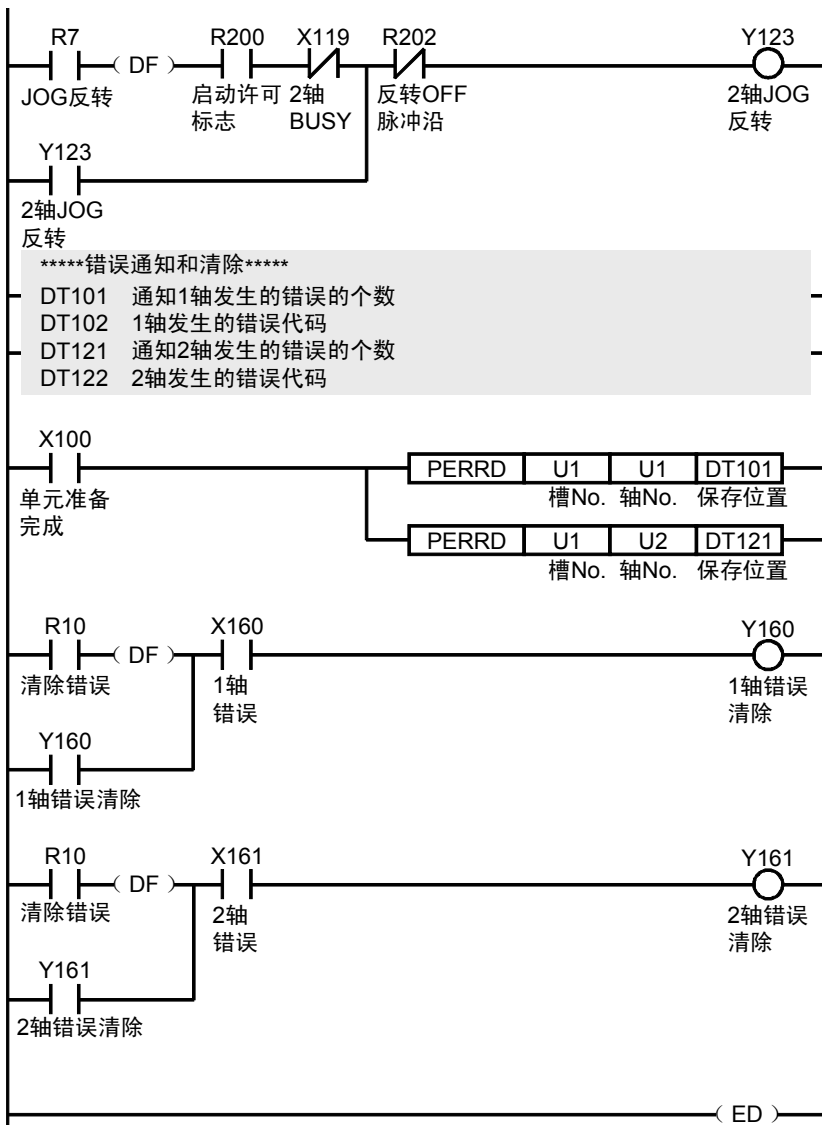 R7 R200 X119 R202 Y123
( DF )
JOG反转 启动许可 2轴 反转OFF 2轴JOG
标志 BUSY 脉冲沿 反转
Y123
2轴JOG
反转
*****错误通知和清除*****
DT101 通知1轴发生的错误的个数
DT102 1轴发生的错误代码
DT121 通知2轴发生的错误的个数
DT122 2轴发生的错误代码
X100
PERRD U1 U1 DT101
单元准备 槽No. 轴No. 保存位置
完成
PERRD U1 U2 DT121
槽No. 轴No. 保存位置
R10 X160 Y160
( DF )
清除错误 1轴 1轴错误
错误 清除
Y160
1轴错误清除
R10 X161 Y161
( DF )
清除错误 2轴 2轴错误
错误 清除
Y161
2轴错误清除
( ED )